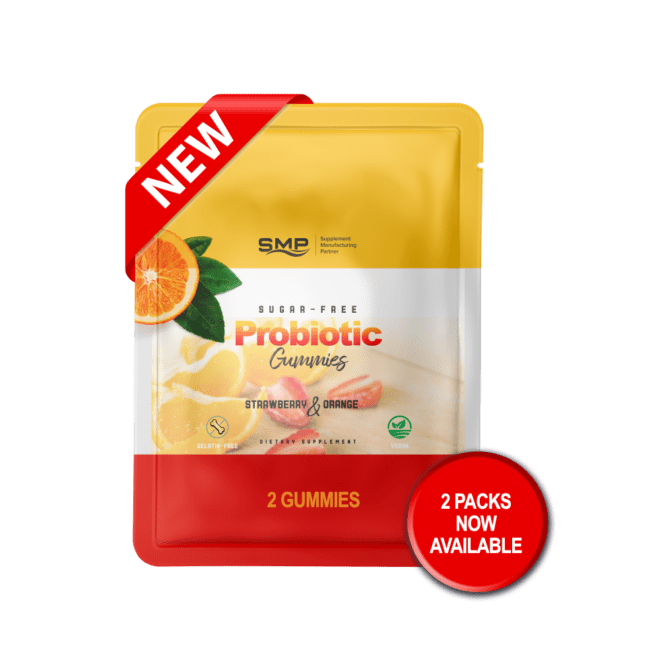 NEW
SMP
Supplement
Manufacturing
Partner
SUGAR-FREE
Probiotic
Gummies
STRAWBERRY & ORANGE
GELATIN-FREE
VEGAN
DIETARY SUPPLEMENT
2 GUMMIES
2 PACKS
NOW
AVAILABLE